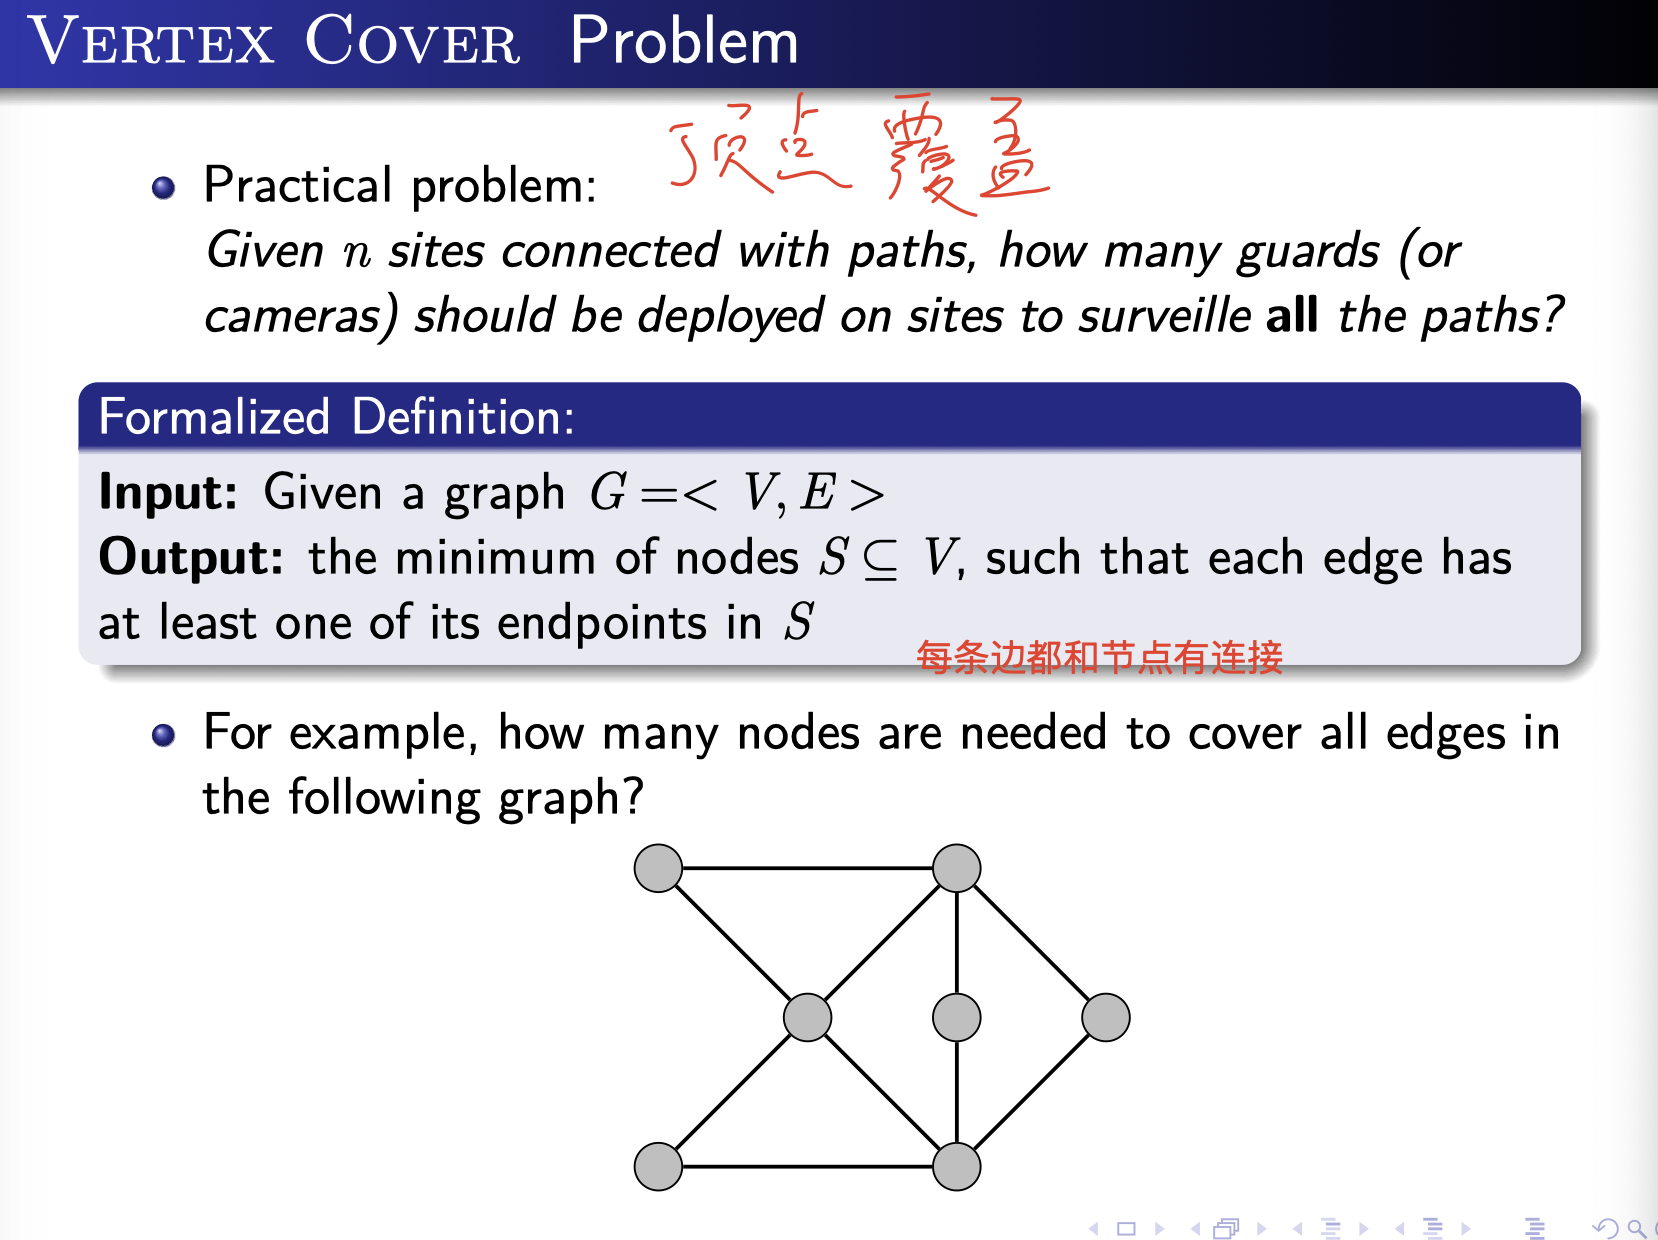 VERTEX COVER Problem
顶点覆盖
Practical problem:
Given n sites connected with paths, how many guards (or
cameras) should be deployed on sites to surveille all the paths?
Formalized Definition:
Input: Given a graph G =< V, E >
Output: the minimum of nodes S ⊆ V, such that each edge has
at least one of its endpoints in S
每条边都和节点有连接
For example, how many nodes are needed to cover all edges in
the following graph?